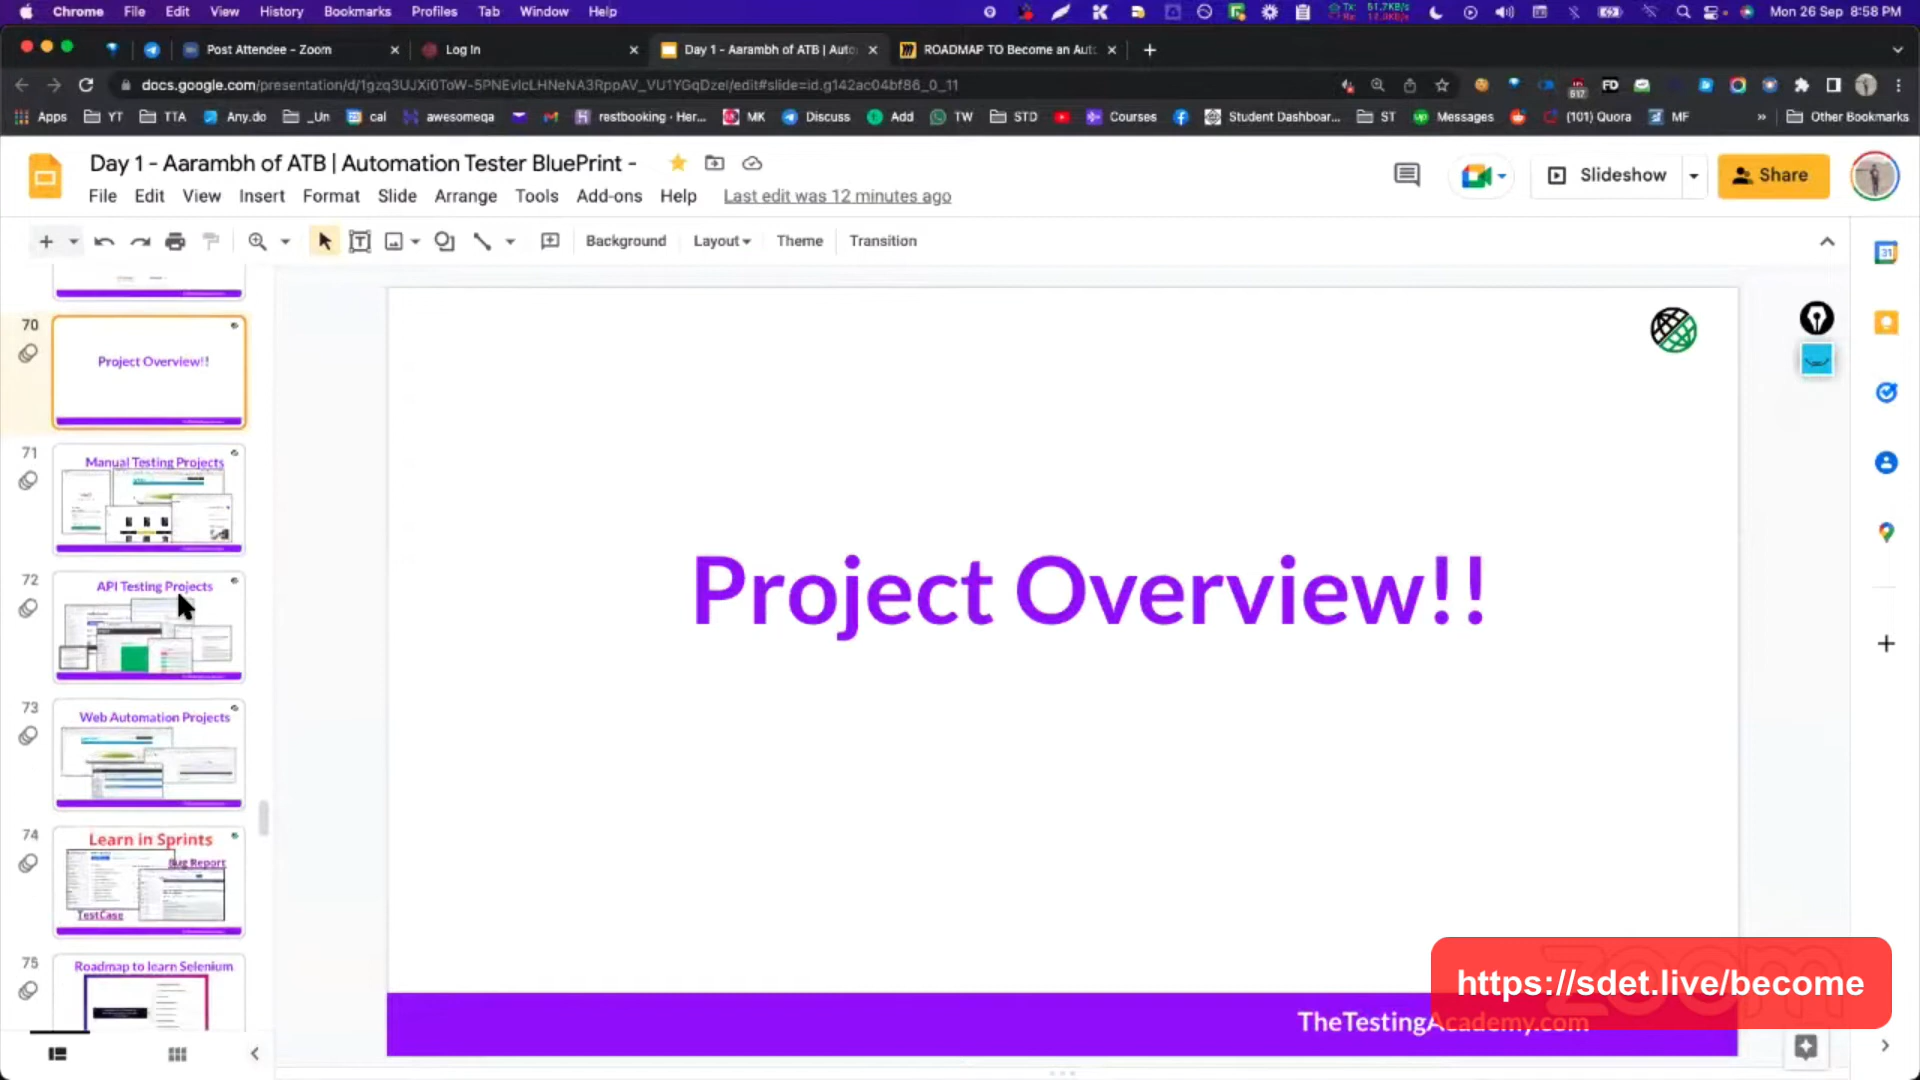 Chrome File Edit View History Bookmarks Profiles Tab Window Help Mon 26 Sep 8:58 PM
Post Attendee - Zoom
Log In
Day 1 - Aarambh of ATB | Auto
ROADMAP TO Become an Aut
docs.google.com/presentation/d/1gzq3UJXi0ToW-5PNEvlcLHNeNA3RppAV_VU1YGqDzeI/edit#slide=id.g142ac04bf86_0_11
Apps YT TTA Any.do _Un cal awesomeqa restbooking · Her... MK Discuss Add TW STD Courses Student Dashboar... ST Messages (101) Quora MF » Other Bookmarks
Day 1 - Aarambh of ATB | Automation Tester BluePrint -
File Edit View Insert Format Slide Arrange Tools Add-ons Help Last edit was 12 minutes ago
Slideshow
Share
Background Layout Theme Transition
70
Project Overview!!
71
Manual Testing Projects
72
API Testing Projects
73
Web Automation Projects
74
Learn in Sprints
Bug Report
TestCase
75
Roadmap to learn Selenium
Project Overview!!
TheTestingAcademy.com
zoom
https://sdet.live/become